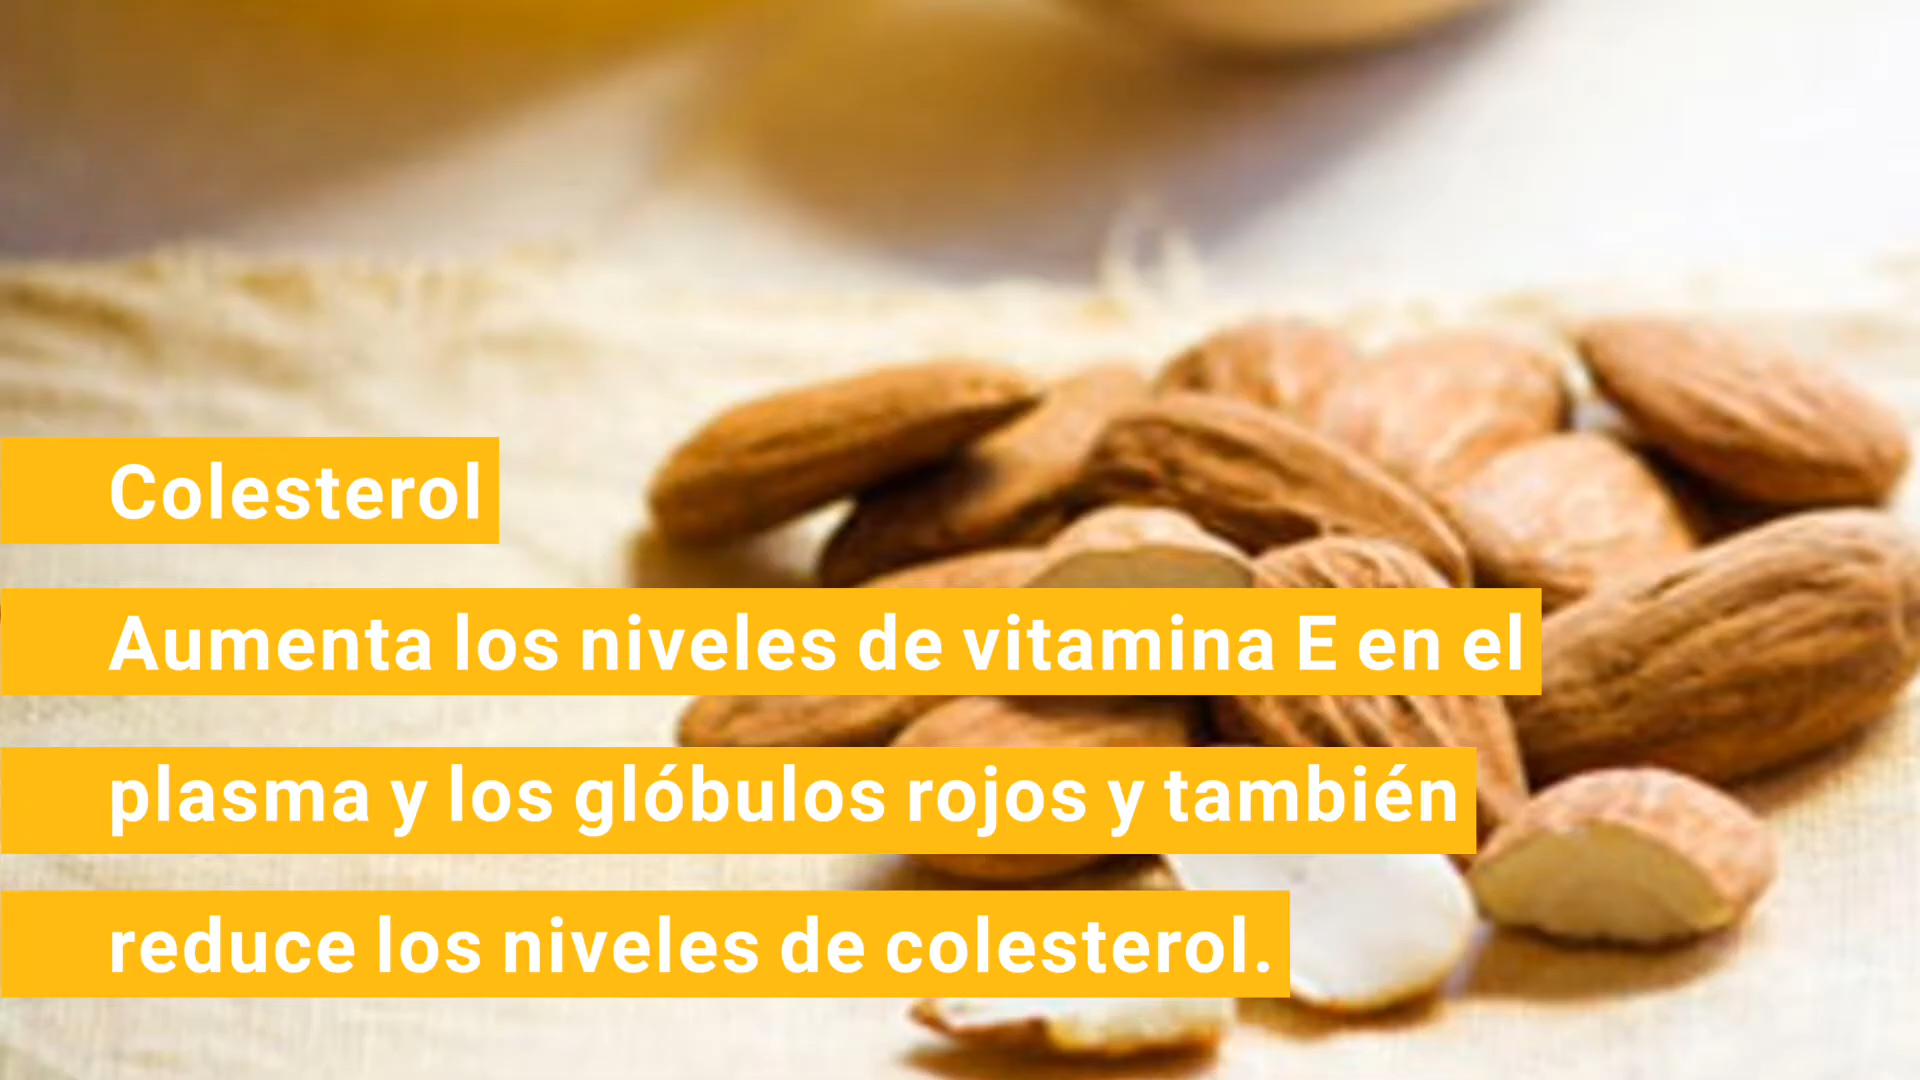 Colesterol
Aumenta los niveles de vitamina E en el
plasma y los glóbulos rojos y también
reduce los niveles de colesterol.